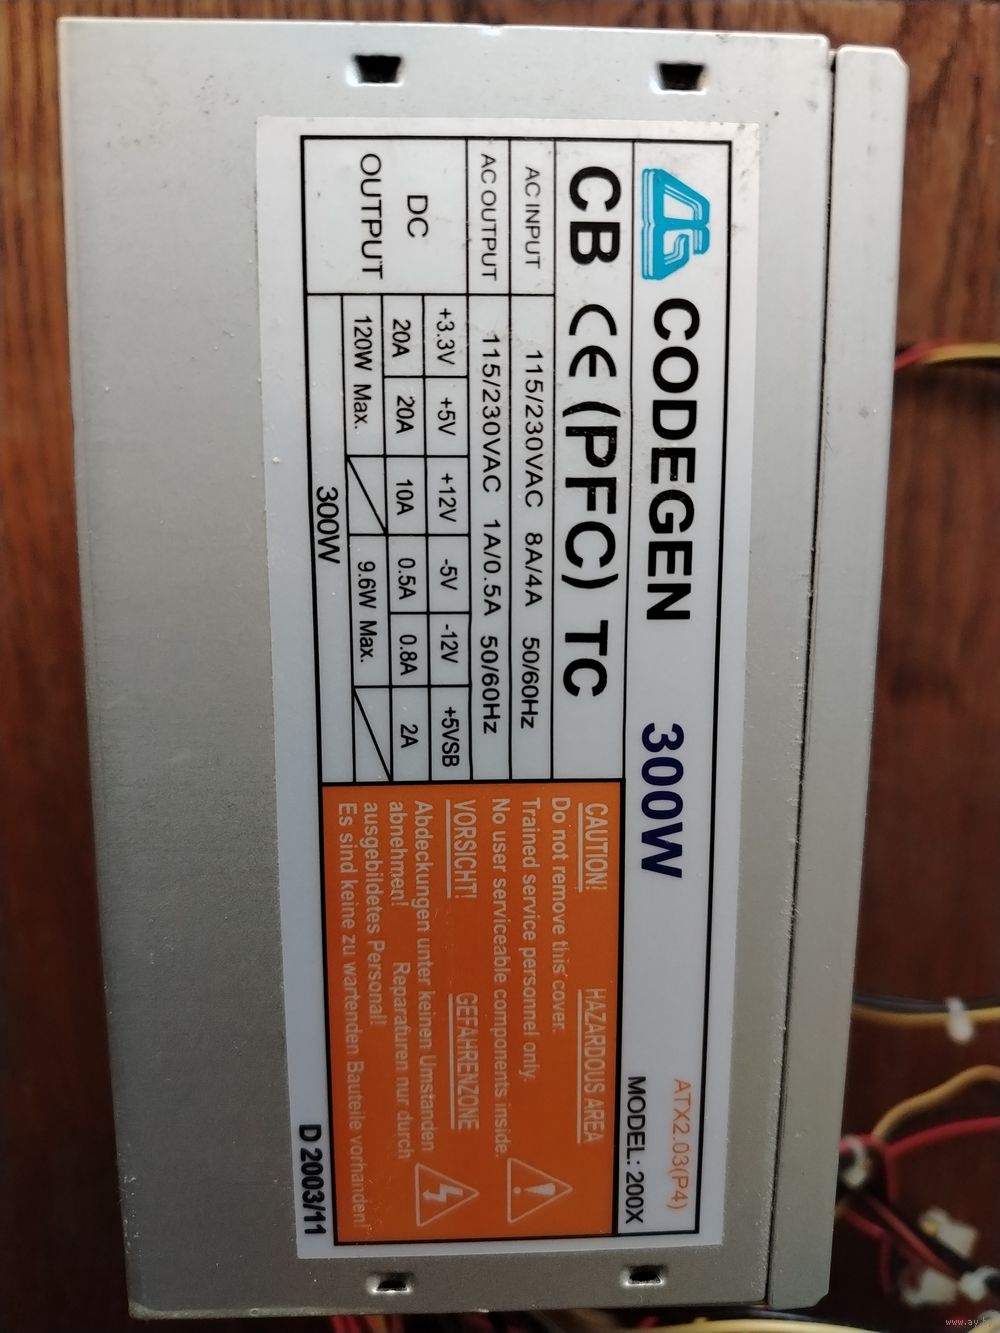 CG CODEGEN 300W ATX2.03(P4)
MODEL: 200X
CB CE (PFC) TC
AC INPUT 115/230VAC 8A/4A 50/60Hz
AC OUTPUT 115/230VAC 1A/0.5A 50/60Hz
DC OUTPUT
+3.3V +5V +12V -5V -12V +5VSB
20A 20A 10A 0.5A 0.8A 2A
120W Max. 9.6W Max.
300W
CAUTION! HAZARDOUS AREA
Do not remove this cover.
Trained service personnel only.
No user serviceable components inside.
VORSICHT! GEFAHRENZONE
Abdeckungen unter keinen Umstanden
abnehmen! Reparaturen nur durch
ausgebildetes Personal!
Es sind keine zu wartenden Bauteile vorhanden!
D 2003/11